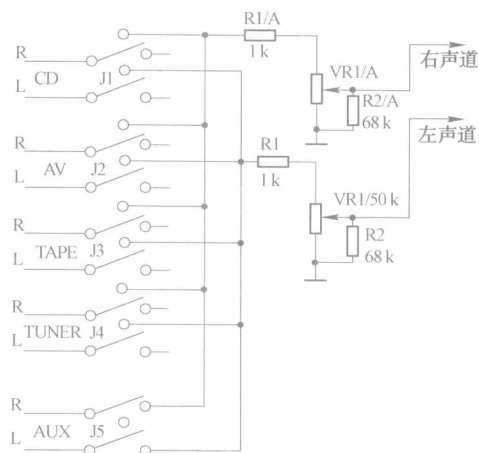 R1/A
1 k
R
CD
J1
L
VR1/A
右声道
R2/A
68 k
左声道
R
AV
J2
L
R1
1 k
VR1/50 k
R2
68 k
R
TAPE
J3
L
R
TUNER
J4
L
R
AUX
J5
L